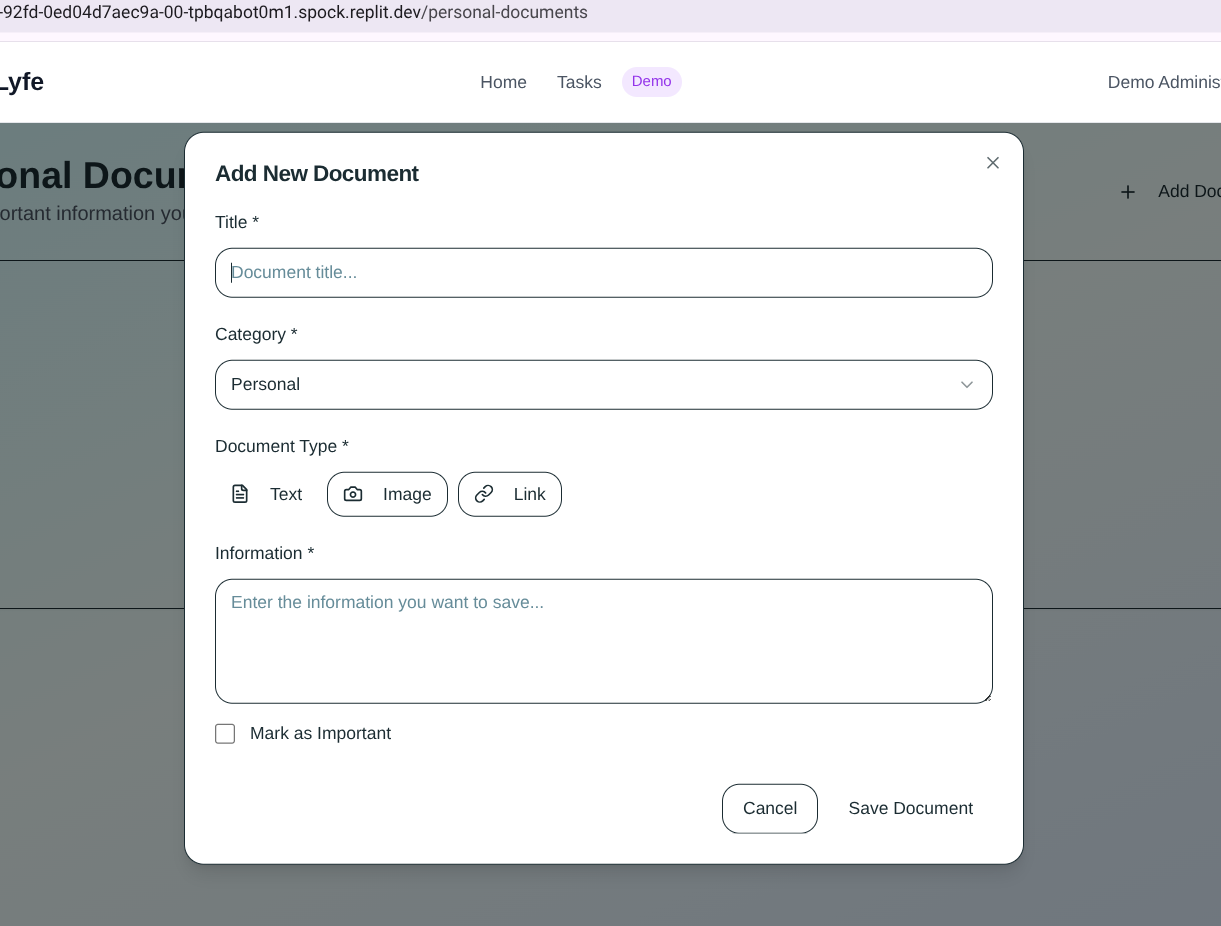 -92fd-0ed04d7aec9a-00-tpbqabot0m1.spock.replit.dev/personal-documents
Lyfe
Home Tasks Demo
Demo Adminis
onal Docur
ortant information you
Add Doc
Add New Document
Title *
Document title...
Category *
Personal
Document Type *
Text Image Link
Information *
Enter the information you want to save...
Mark as Important
Cancel Save Document